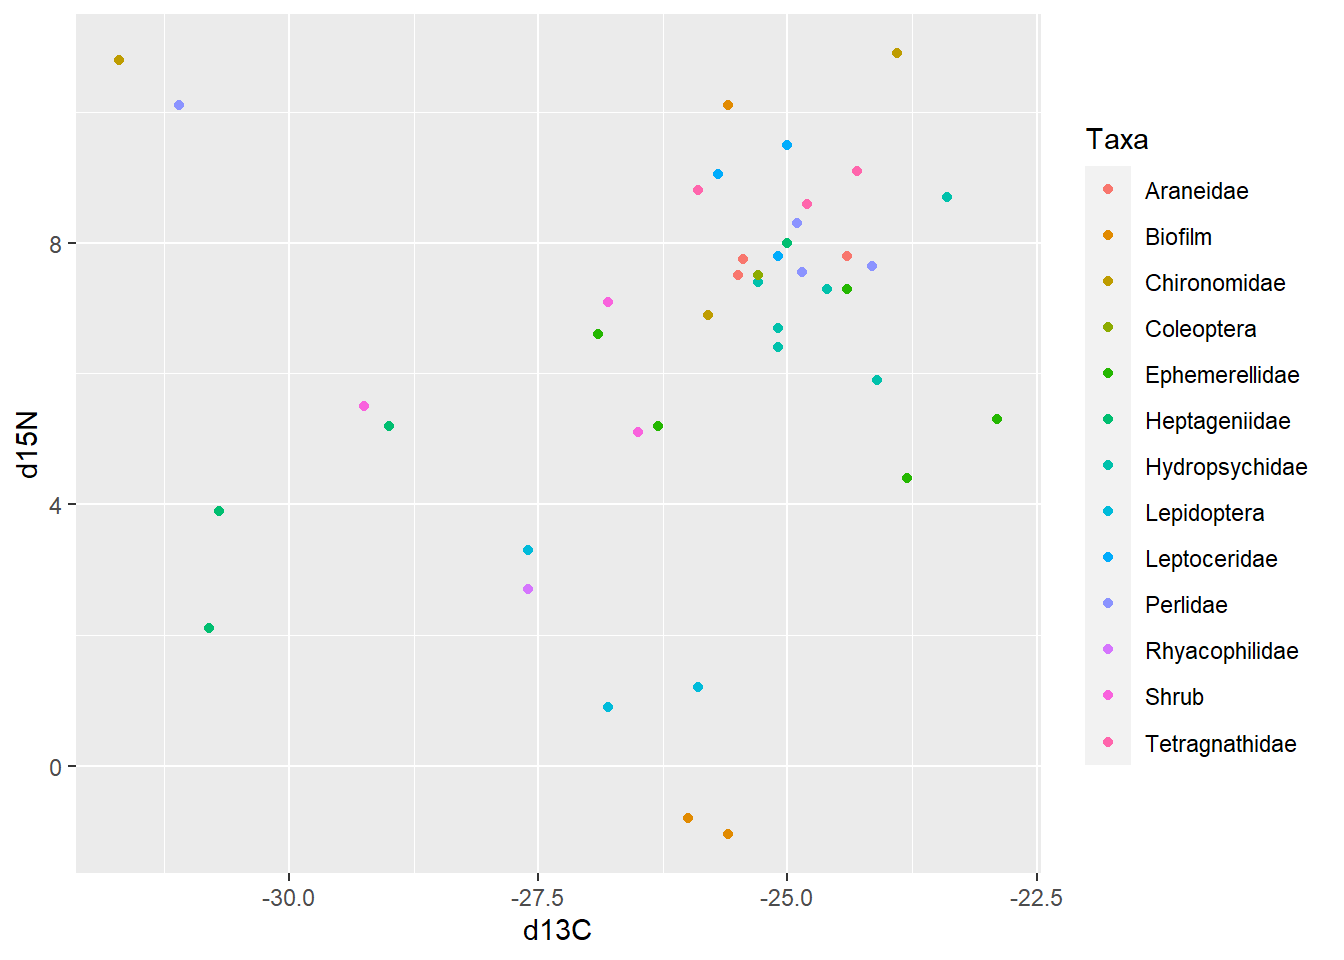 Taxa
Araneidae
Biofilm
Chironomidae
Coleoptera
Ephemerellidae
Heptageniidae
Hydropsychidae
Lepidoptera
Leptoceridae
Perlidae
Rhyacophilidae
Shrub
Tetragnathidae
d15N
8
4
0
-30.0 -27.5 -25.0 -22.5
d13C